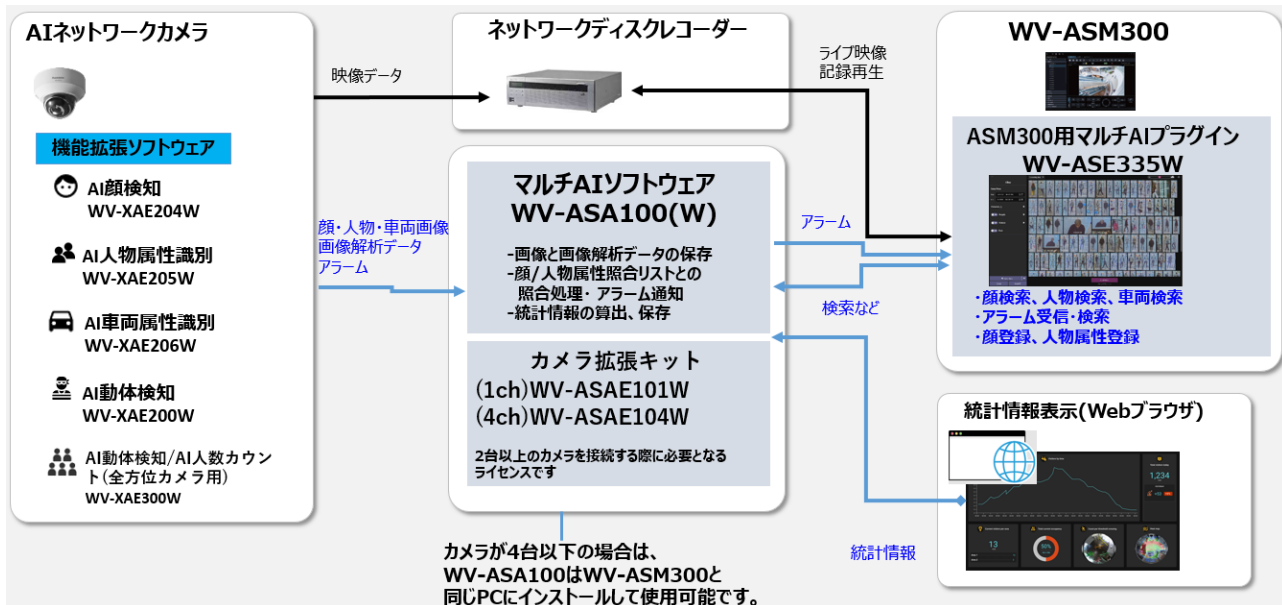 AIネットワークカメラ
機能拡張ソフトウェア
AI顔検知
WV-XAE204W
AI人物属性識別
WV-XAE205W
AI車両属性識別
WV-XAE206W
AI動体検知
WV-XAE200W
AI動体検知/AI人数カウン
ト(全方位カメラ用)
WV-XAE300W
映像データ
顔・人物・車両画像
画像解析データ
アラーム
ネットワークディスクレコーダー
マルチAIソフトウェア
WV-ASA100(W)
-画像と画像解析データの保存
-顔/人物属性照合リストとの
照合処理・アラーム通知
-統計情報の算出、保存
カメラ拡張キット
(1ch)WV-ASAE101W
(4ch)WV-ASAE104W
2台以上のカメラを接続する際に必要となる
ライセンスです
カメラが4台以下の場合は、
WV-ASA100はWV-ASM300と
同じPCにインストールして使用可能です。
ライブ映像
記録再生
アラーム
検索など
統計情報
WV-ASM300
ASM300用マルチAIプラグイン
WV-ASE335W
・顔検索、人物検索、車両検索
・アラーム受信・検索
・顔登録、人物属性登録
統計情報表示(Webブラウザ)
1,234
13